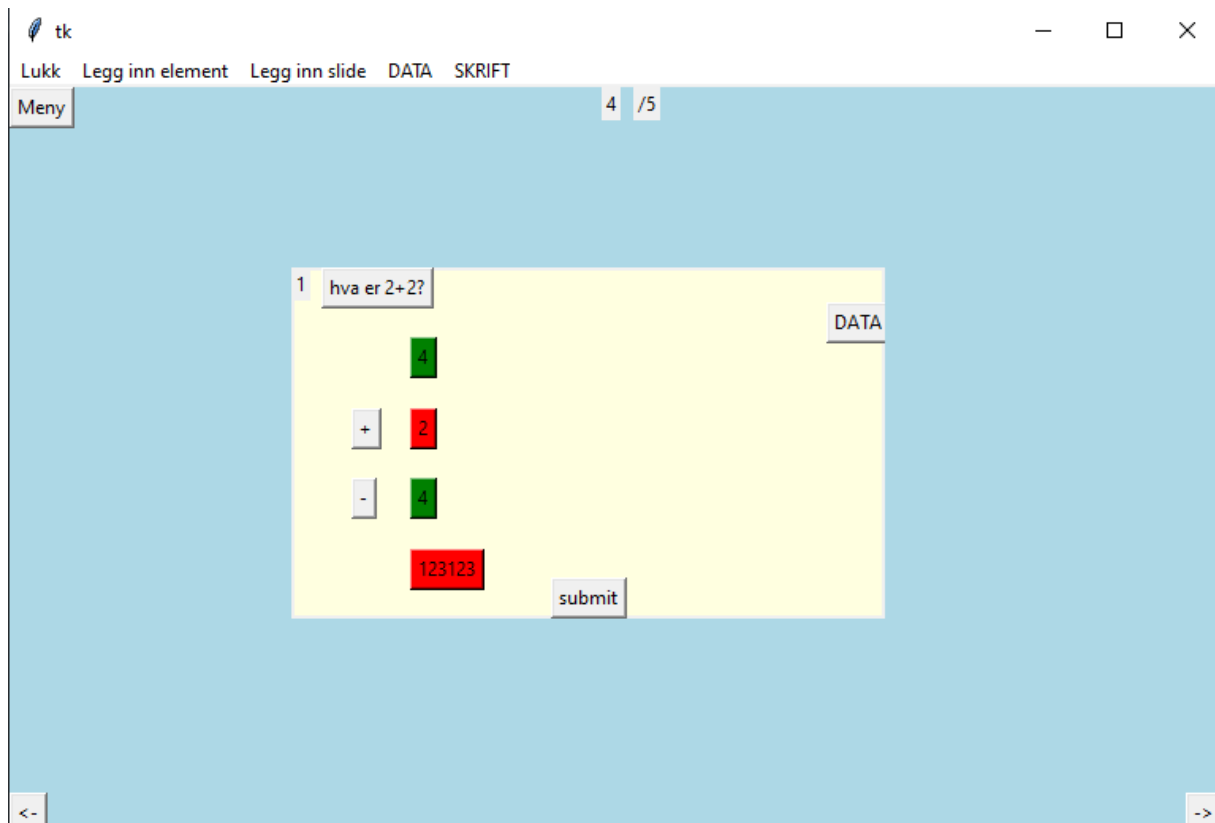 tk
Lukk Legg inn element Legg inn slide DATA SKRIFT
Meny 4 /5
1 hva er 2+2?
DATA
4
+ 2
- 4
123123
submit
<- ->